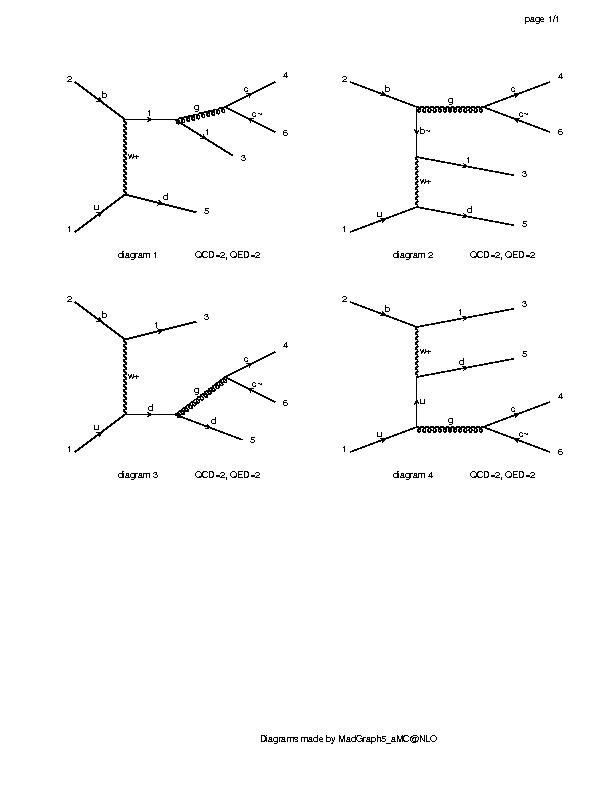 page 1/1
2
b
t
g
c
4
c~
6
t
3
w+
u
d
1
5
diagram 1 QCD=2, QED=2
2
b
g
c
4
c~
6
b~
t
3
w+
u
d
1
5
diagram 2 QCD=2, QED=2
2
b
t
3
w+
c
4
g
c~
6
u
d
d
1
5
diagram 3 QCD=2, QED=2
2
b
t
3
w+
d
5
u
c
4
u
g
c~
1
6
diagram 4 QCD=2, QED=2
Diagrams made by MadGraph5_aMC@NLO